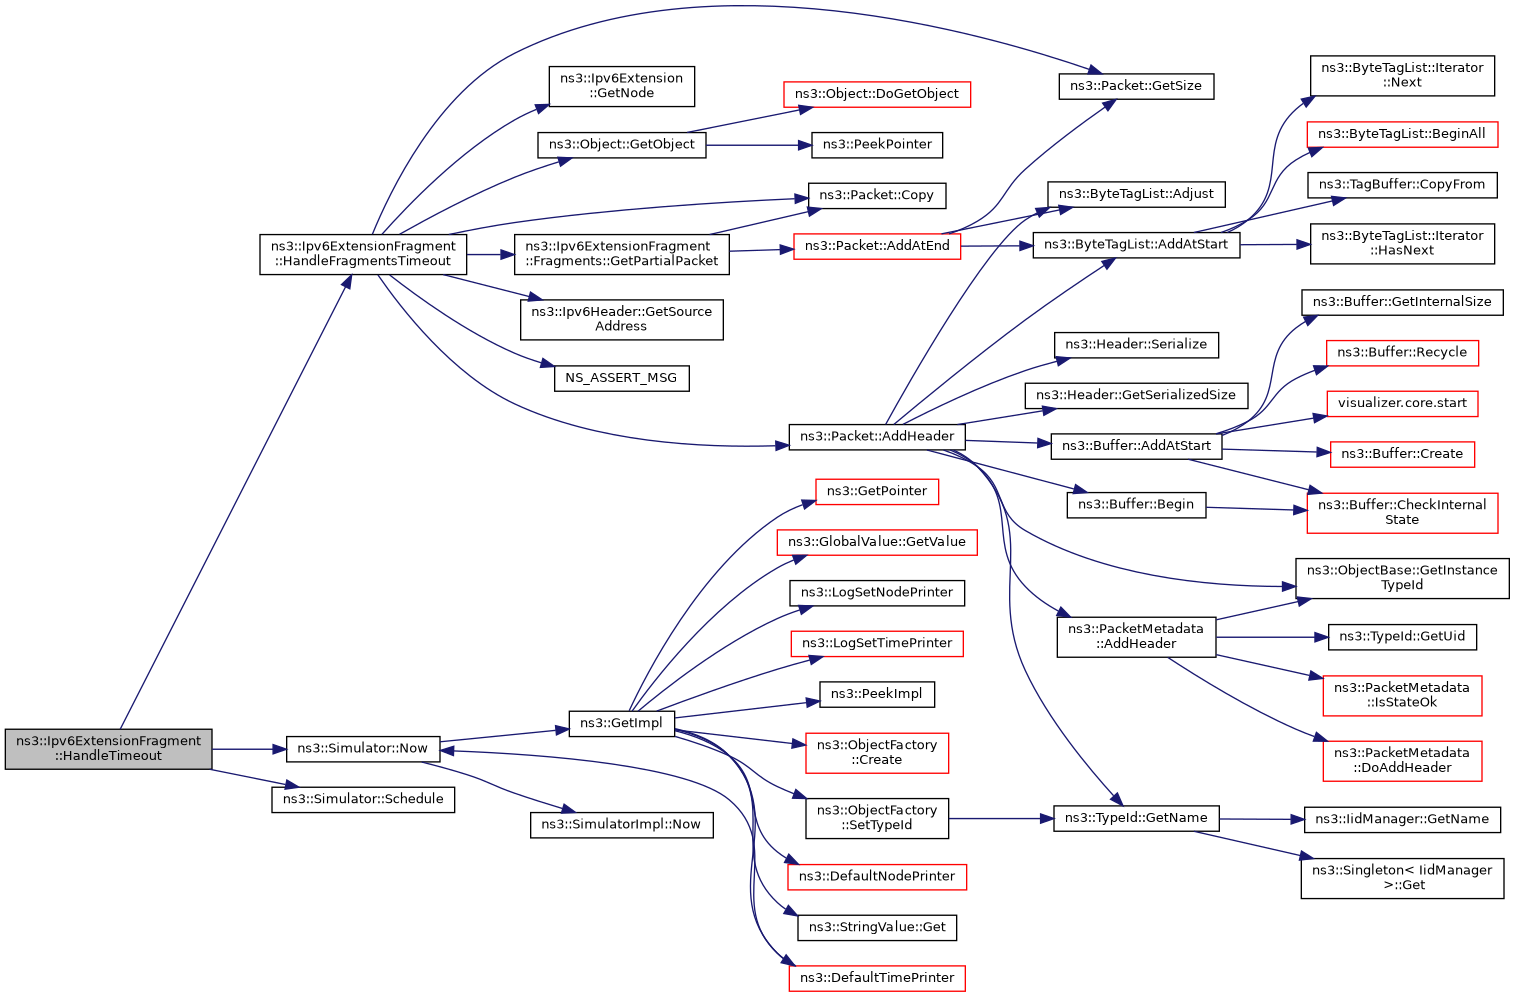 ns3::Ipv6ExtensionFragment
::HandleTimeout
ns3::Ipv6ExtensionFragment
::HandleFragmentsTimeout
ns3::Simulator::Now
ns3::Simulator::Schedule
ns3::Ipv6Extension
::GetNode
ns3::Object::GetObject
ns3::Ipv6ExtensionFragment
::Fragments::GetPartialPacket
ns3::Ipv6Header::GetSource
Address
NS_ASSERT_MSG
ns3::GetImpl
ns3::SimulatorImpl::Now
ns3::Object::DoGetObject
ns3::PeekPointer
ns3::Packet::Copy
ns3::Packet::AddAtEnd
ns3::Packet::AddHeader
ns3::GetPointer
ns3::GlobalValue::GetValue
ns3::LogSetNodePrinter
ns3::LogSetTimePrinter
ns3::PeekImpl
ns3::ObjectFactory
::Create
ns3::ObjectFactory
::SetTypeId
ns3::DefaultNodePrinter
ns3::StringValue::Get
ns3::DefaultTimePrinter
ns3::Packet::GetSize
ns3::ByteTagList::Adjust
ns3::ByteTagList::AddAtStart
ns3::Header::Serialize
ns3::Header::GetSerializedSize
ns3::Buffer::AddAtStart
ns3::Buffer::Begin
ns3::PacketMetadata
::AddHeader
ns3::TypeId::GetName
ns3::ByteTagList::Iterator
::Next
ns3::ByteTagList::BeginAll
ns3::TagBuffer::CopyFrom
ns3::ByteTagList::Iterator
::HasNext
ns3::Buffer::GetInternalSize
ns3::Buffer::Recycle
visualizer.core.start
ns3::Buffer::Create
ns3::Buffer::CheckInternal
State
ns3::ObjectBase::GetInstance
TypeId
ns3::TypeId::GetUid
ns3::PacketMetadata
::IsStateOk
ns3::PacketMetadata
::DoAddHeader
ns3::IidManager::GetName
ns3::Singleton< IidManager
>::Get